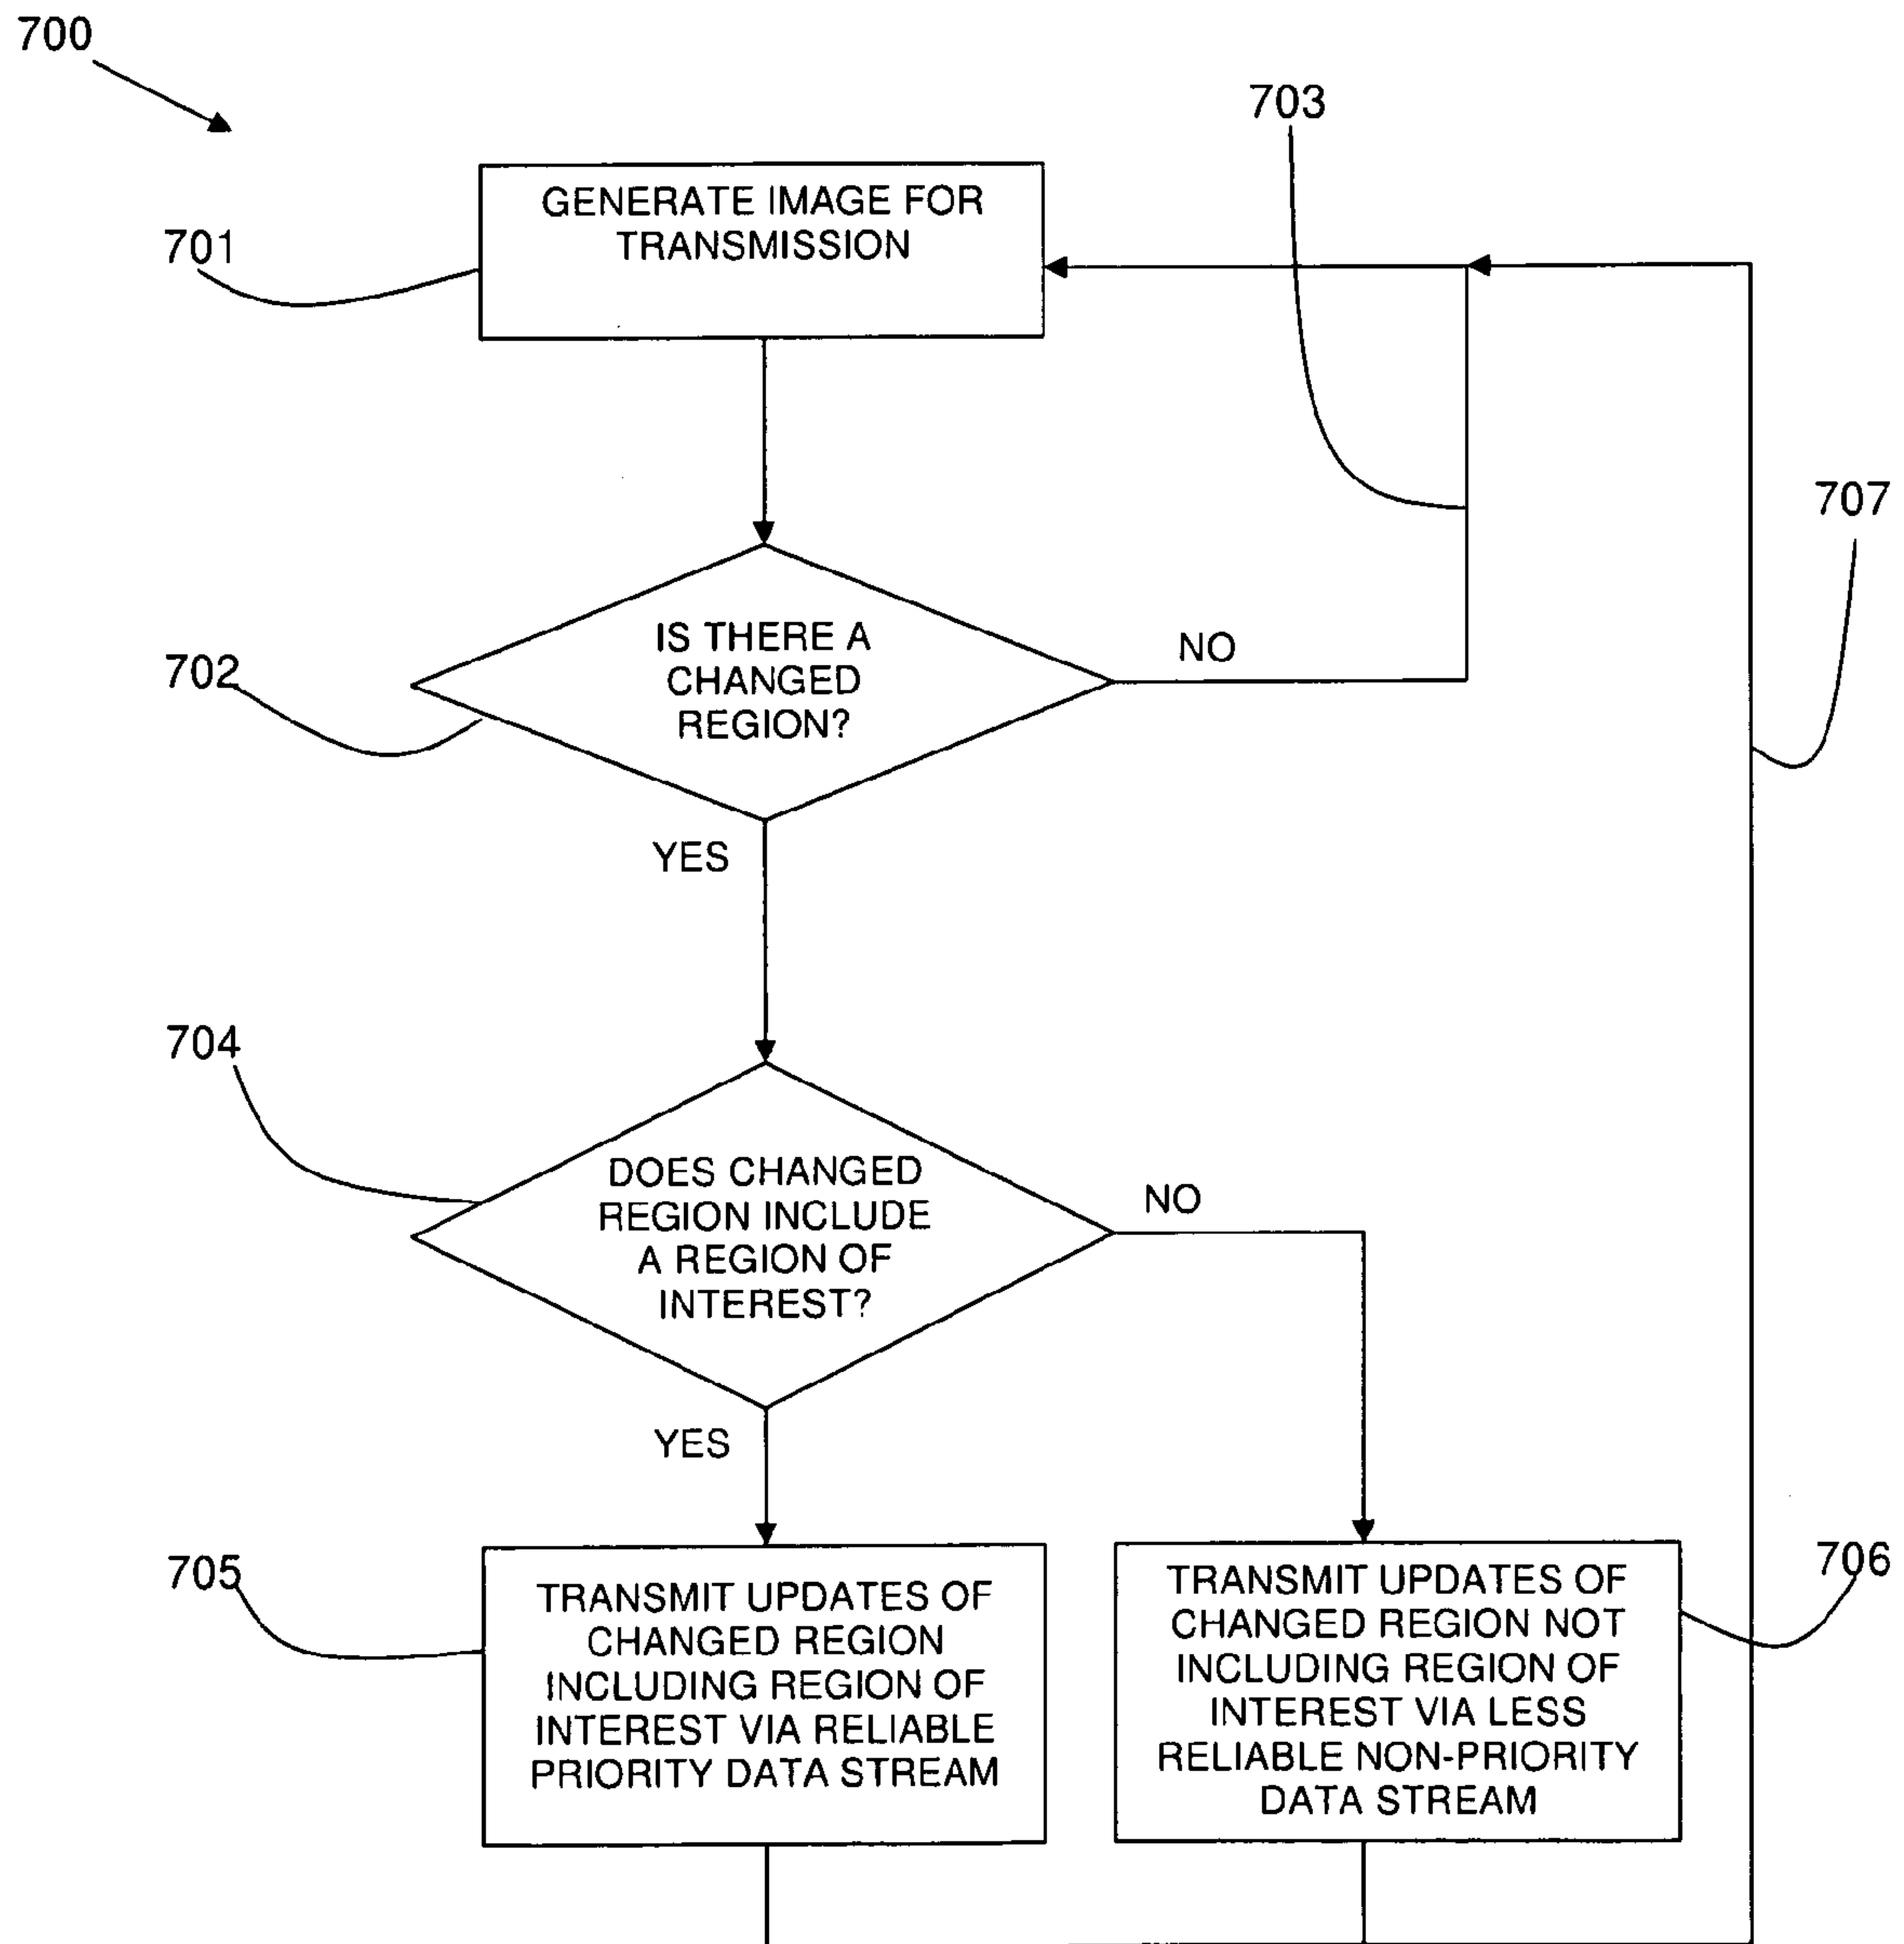 700
703
GENERATE IMAGE FOR
TRANSMISSION
701
707
IS THERE A
CHANGED
REGION?
NO
702
YES
704
DOES CHANGED
REGION INCLUDE
A REGION OF
INTEREST?
NO
YES
705
TRANSMIT UPDATES OF
CHANGED REGION
INCLUDING REGION OF
INTEREST VIA RELIABLE
PRIORITY DATA STREAM
TRANSMIT UPDATES OF
CHANGED REGION NOT
INCLUDING REGION OF
INTEREST VIA LESS
RELIABLE NON-PRIORITY
DATA STREAM
706